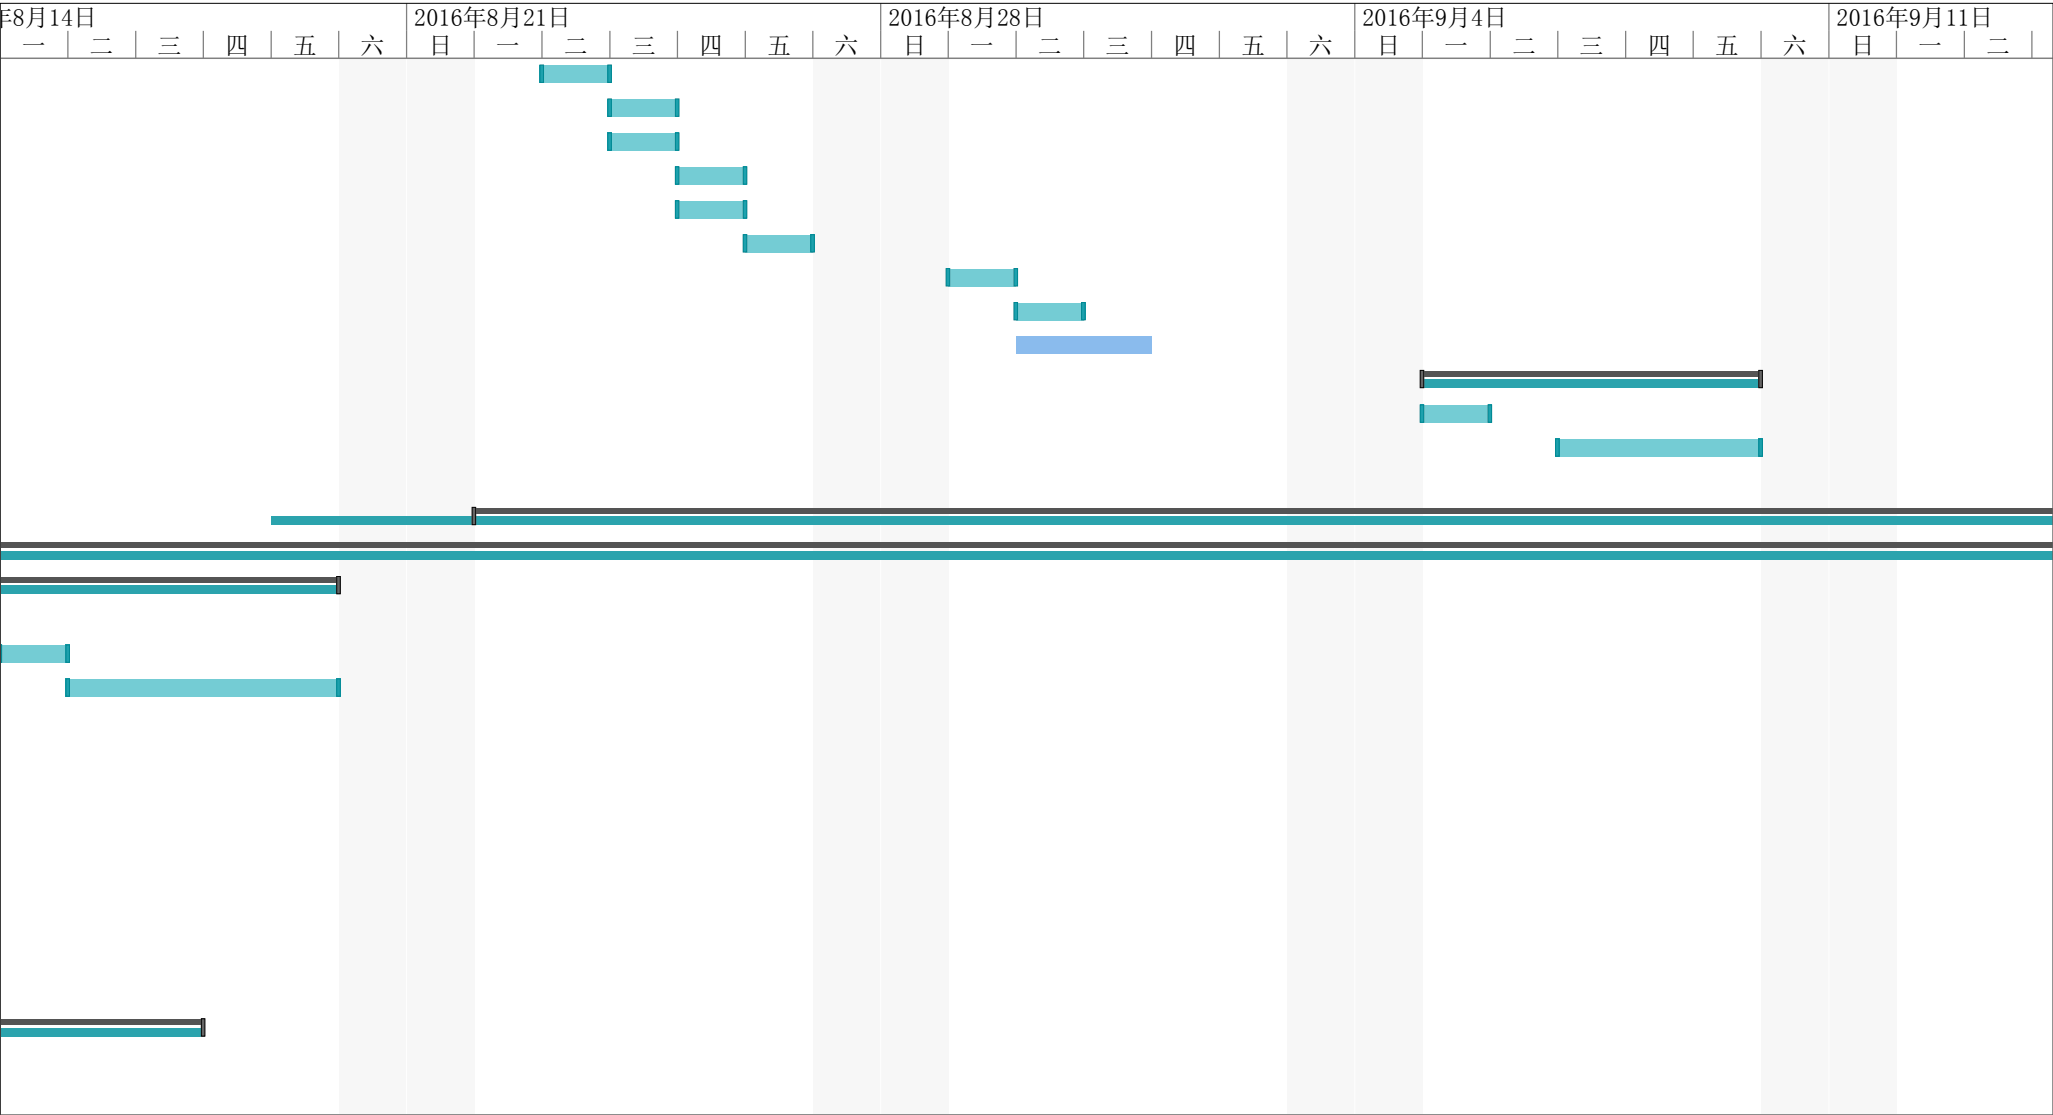 年8月14日 2016年8月21日 2016年8月28日 2016年9月4日 2016年9月11日
一 二 三 四 五 六 日 一 二 三 四 五 六 日 一 二 三 四 五 六 日 一 二 三 四 五 六 日 一 二